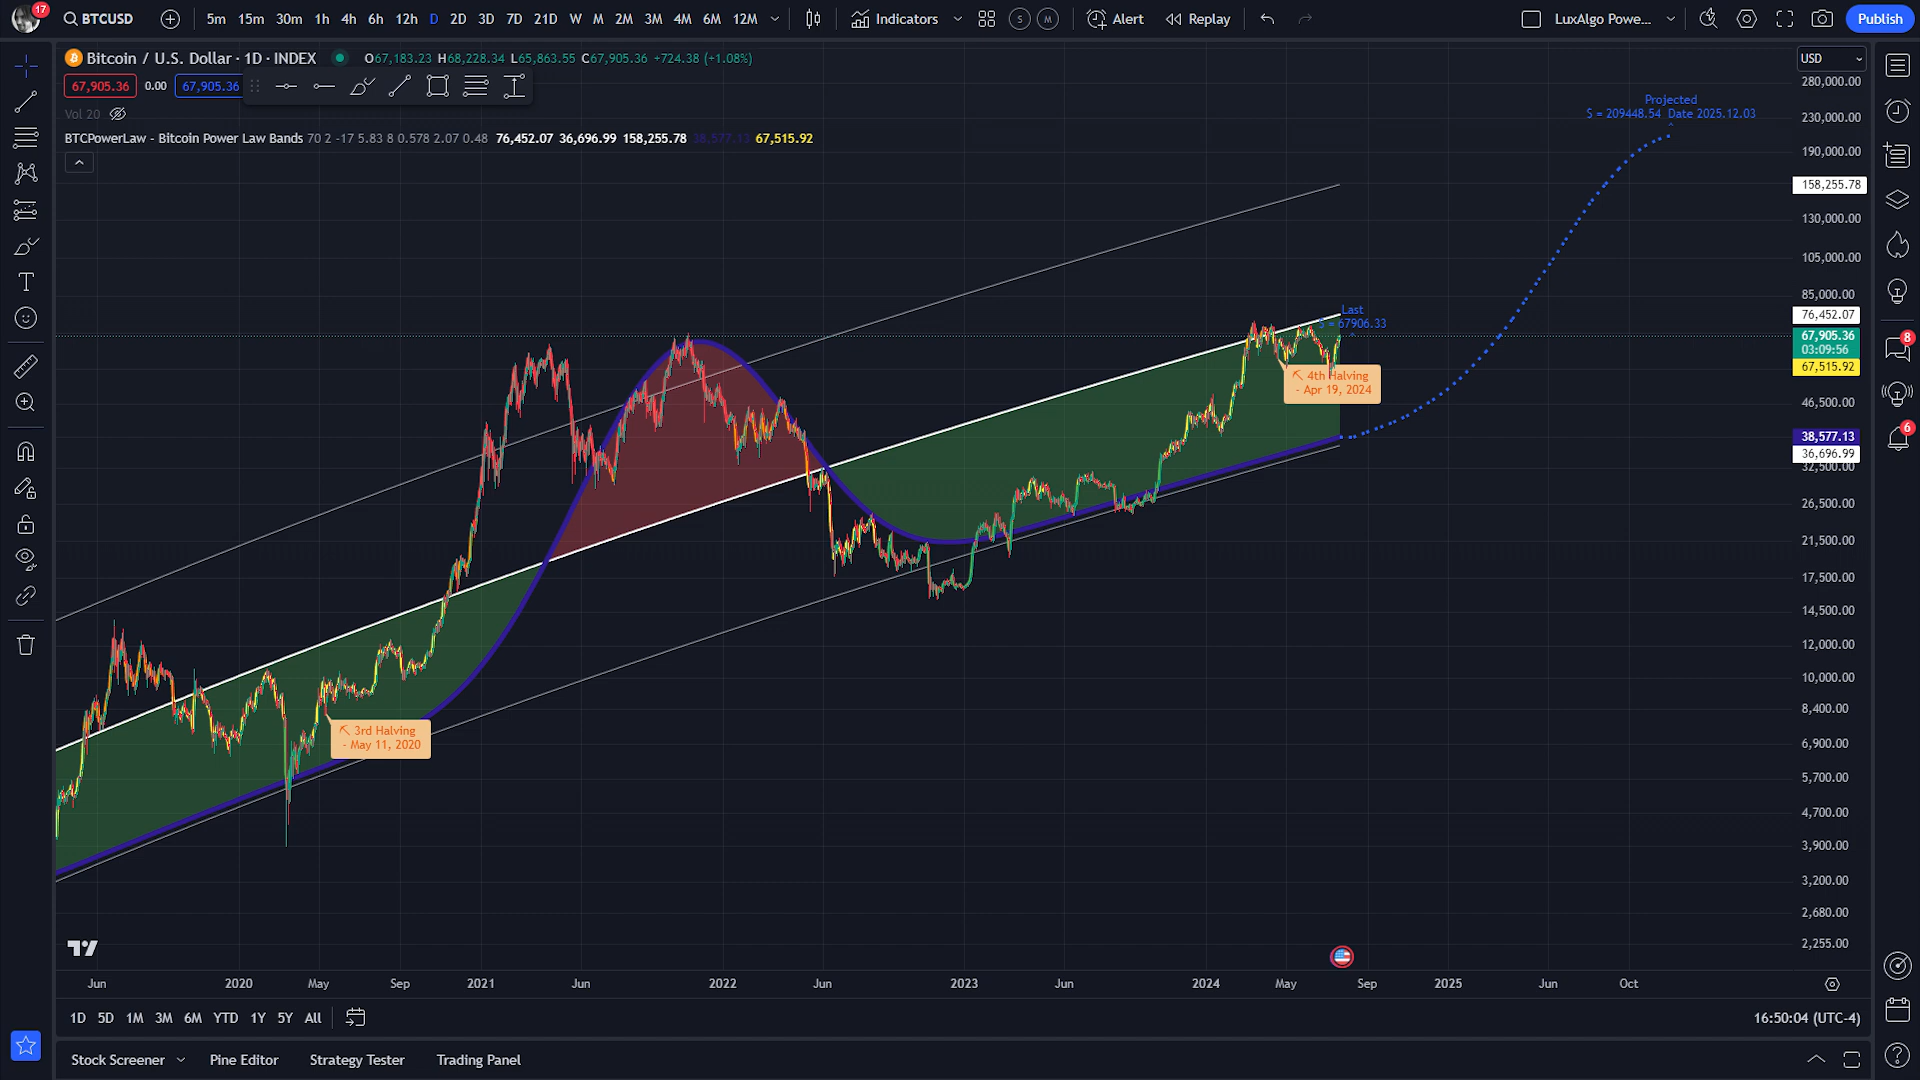 17
BTCUSD
5m 15m 30m 1h 4h 6h 12h D 2D 3D 7D 21D W M 2M 3M 4M 6M 12M
Indicators
S M
Alert
Replay
LuxAlgo Powe...
Publish
Bitcoin / U.S. Dollar · 1D · INDEX
O67,183.23 H68,228.34 L65,863.55 C67,905.36 +724.38 (+1.08%)
USD
67,905.36 0.00 67,905.36
Vol 20
BTCPowerLaw - Bitcoin Power Law Bands 70 2 -17 5.83 8 0.578 2.07 0.48 76,452.07 36,696.99 158,255.78 38,577.13 67,515.92
Projected
S = 209448.54 Date 2025.12.03
Last
S = 67906.33
4th Halving
- Apr 19, 2024
3rd Halving
- May 11, 2020
280,000.00
230,000.00
190,000.00
158,255.78
130,000.00
105,000.00
85,000.00
76,452.07
67,905.36
03:09:56
67,515.92
46,500.00
38,577.13
36,696.99
32,500.00
26,500.00
21,500.00
17,500.00
14,500.00
12,000.00
10,000.00
8,400.00
6,900.00
5,700.00
4,700.00
3,900.00
3,200.00
2,680.00
2,255.00
8
6
Jun 2020 May Sep 2021 Jun 2022 Jun 2023 Jun 2024 May Sep 2025 Jun Oct
1D 5D 1M 3M 6M YTD 1Y 5Y All
16:50:04 (UTC-4)
Stock Screener
Pine Editor
Strategy Tester
Trading Panel